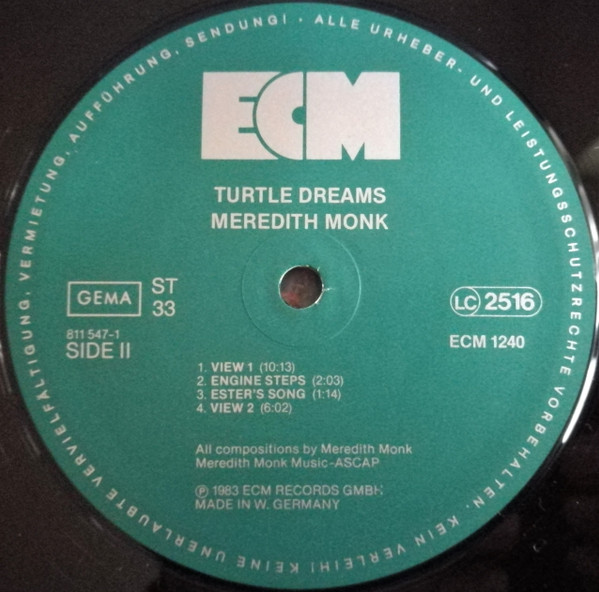 ALLE URHEBER- UND LEISTUNGSSCHUTZRECHTE VORBEHALTEN. KEIN VERLEIH! KEINE UNERLAUBTE VERVIELFÄLTIGUNG, VERMIETUNG, AUFFÜHRUNG, SENDUNG! ·
ECM
TURTLE DREAMS
MEREDITH MONK
GEMA
ST
33
LC 2516
811 547-1
SIDE II
ECM 1240
1. VIEW 1 (10:13)
2. ENGINE STEPS (2:03)
3. ESTER'S SONG (1:14)
4. VIEW 2 (6:02)
All compositions by Meredith Monk
Meredith Monk Music-ASCAP
℗ 1983 ECM RECORDS GMBH
MADE IN W. GERMANY